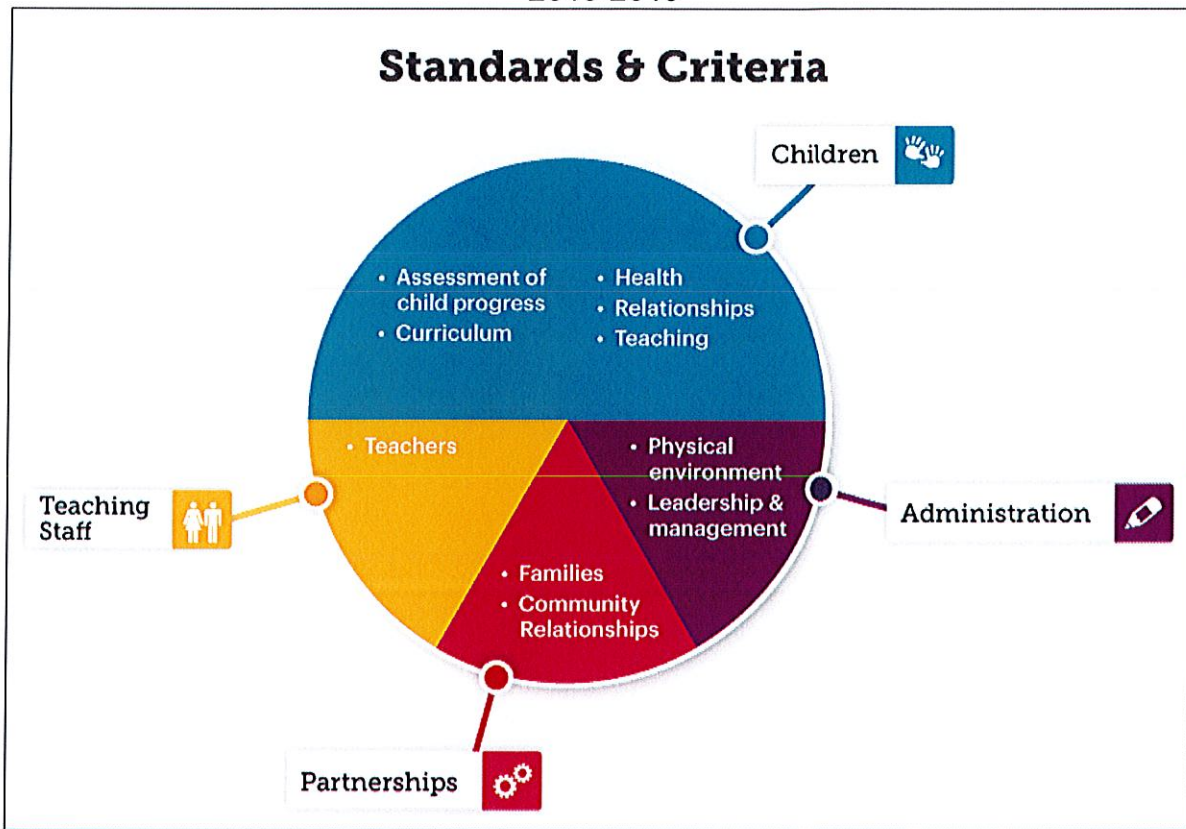 Standards & Criteria
Children
• Assessment of
child progress
• Curriculum
• Health
• Relationships
• Teaching
• Teachers
• Physical
environment
• Leadership &
management
Teaching
Staff
Administration
• Families
• Community
Relationships
Partnerships